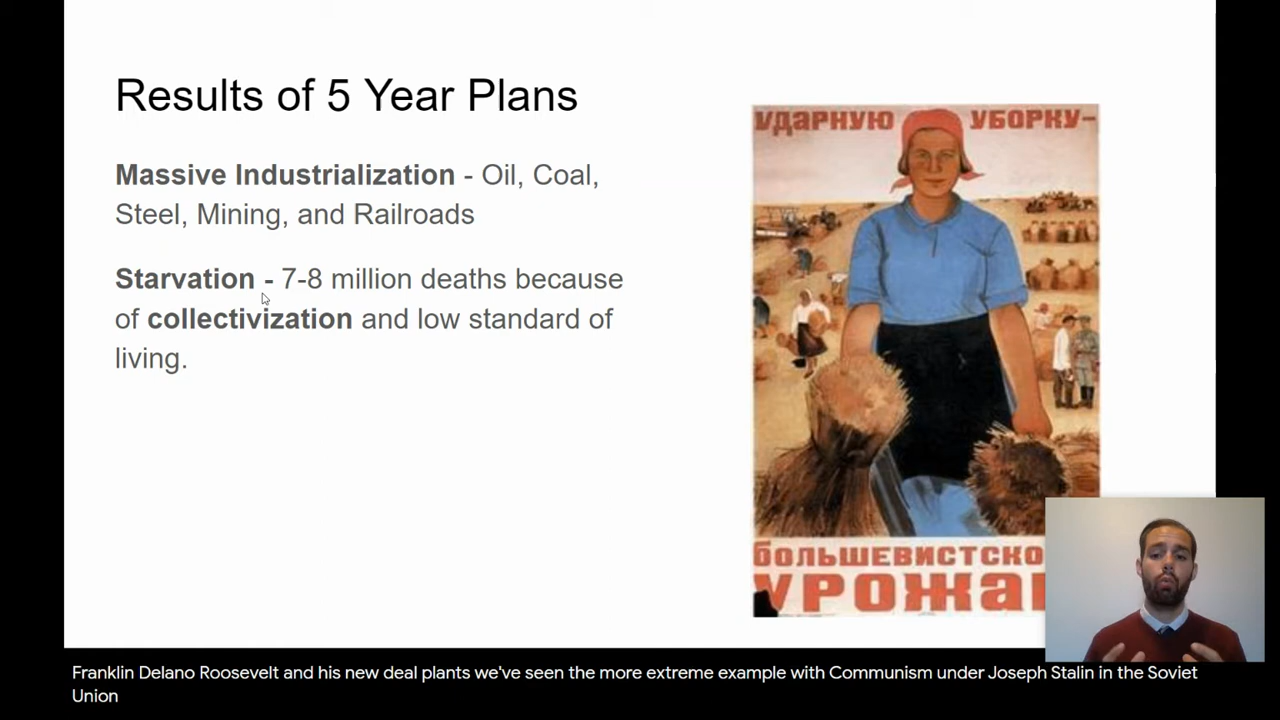 Results of 5 Year Plans
Massive Industrialization - Oil, Coal,
Steel, Mining, and Railroads
Starvation - 7-8 million deaths because
of collectivization and low standard of
living.
УДАРНУЮ УБОРКУ-
БОЛЬШЕВИСТСКО
УРОЖА
Franklin Delano Roosevelt and his new deal plants we've seen the more extreme example with Communism under Joseph Stalin in the Soviet
Union